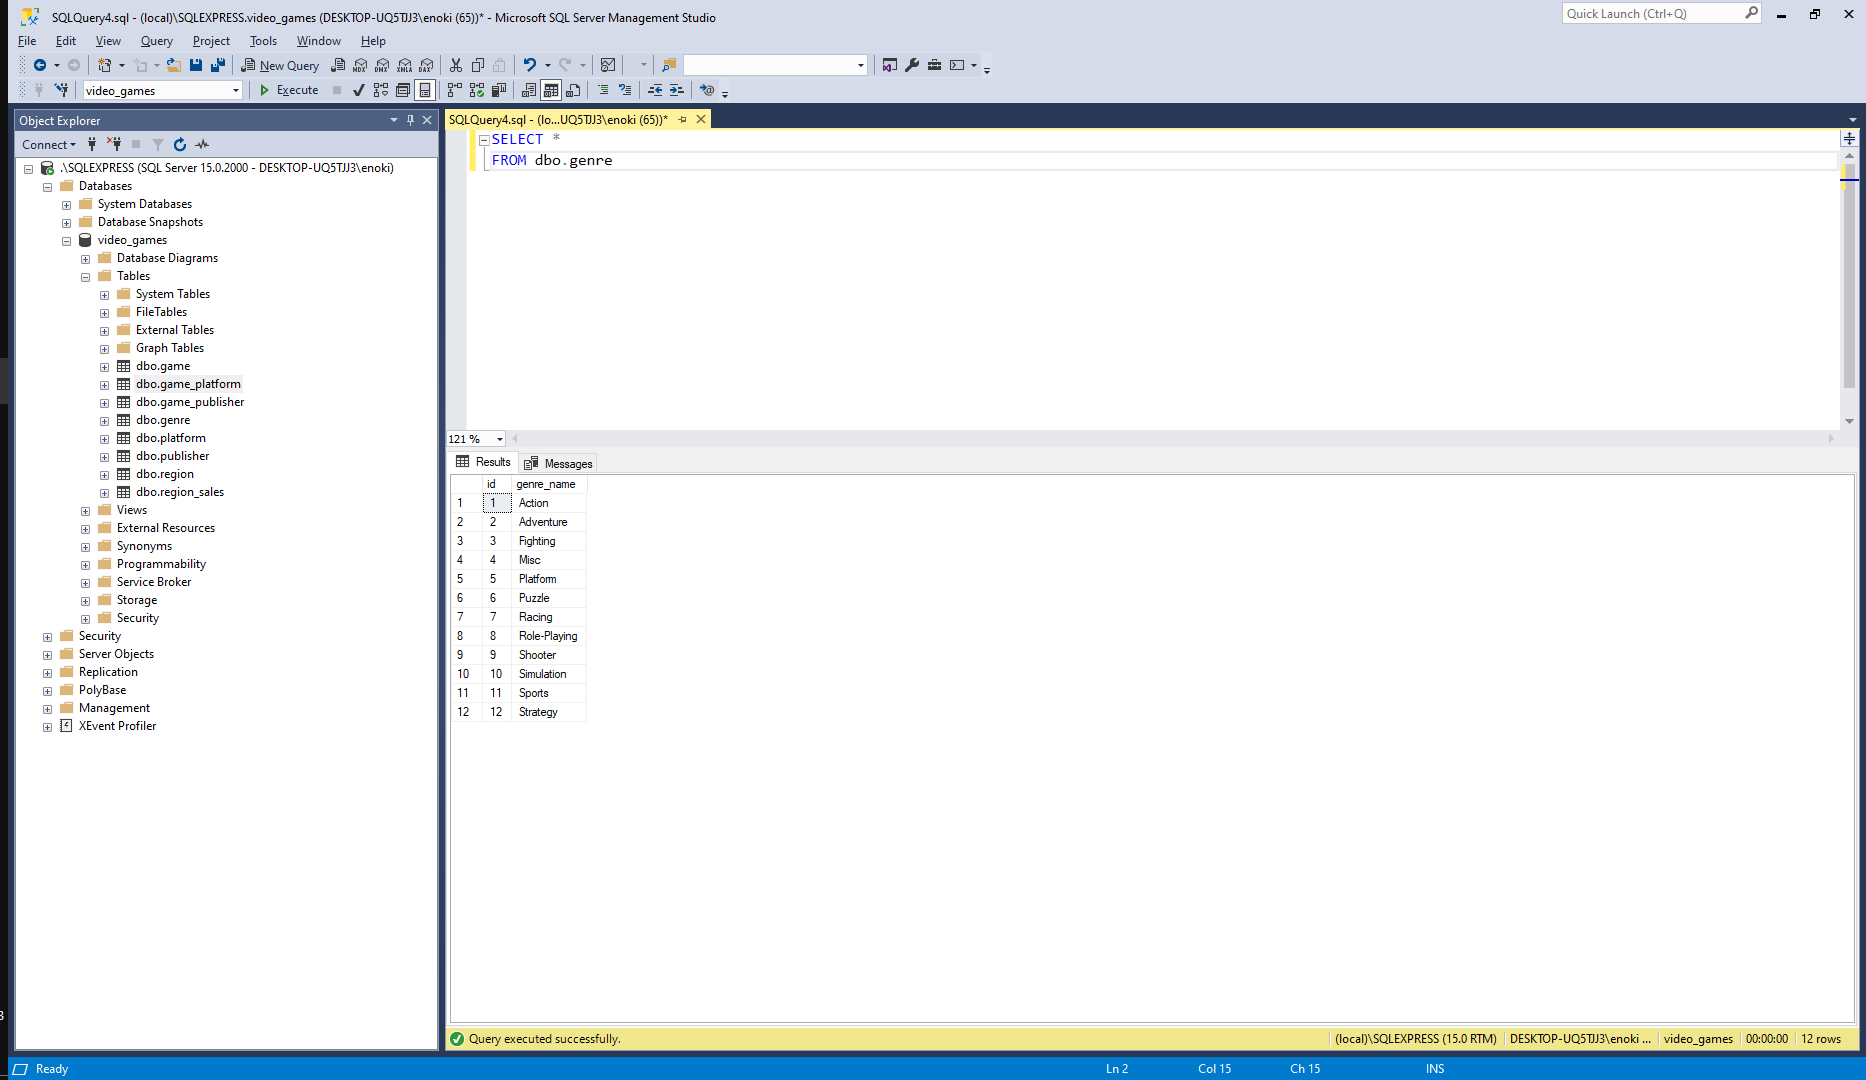 SQLQuery4.sql - (local)\SQLEXPRESS.video_games (DESKTOP-UQ5TJJ3\enoki (65))* - Microsoft SQL Server Management Studio
Quick Launch (Ctrl+Q)
File Edit View Query Project Tools Window Help
New Query MDX DMX XMLA DAX
video_games Execute
Object Explorer
Connect
.\SQLEXPRESS (SQL Server 15.0.2000 - DESKTOP-UQ5TJJ3\enoki)
Databases
System Databases
Database Snapshots
video_games
Database Diagrams
Tables
System Tables
FileTables
External Tables
Graph Tables
dbo.game
dbo.game_platform
dbo.game_publisher
dbo.genre
dbo.platform
dbo.publisher
dbo.region
dbo.region_sales
Views
External Resources
Synonyms
Programmability
Service Broker
Storage
Security
Security
Server Objects
Replication
PolyBase
Management
XEvent Profiler
SQLQuery4.sql - (lo...UQ5TJJ3\enoki (65))*
SELECT *
FROM dbo.genre
121 %
Results Messages
id genre_name
1 1 Action
2 2 Adventure
3 3 Fighting
4 4 Misc
5 5 Platform
6 6 Puzzle
7 7 Racing
8 8 Role-Playing
9 9 Shooter
10 10 Simulation
11 11 Sports
12 12 Strategy
Query executed successfully. (local)\SQLEXPRESS (15.0 RTM) DESKTOP-UQ5TJJ3\enoki ... video_games 00:00:00 12 rows
Ready Ln 2 Col 15 Ch 15 INS